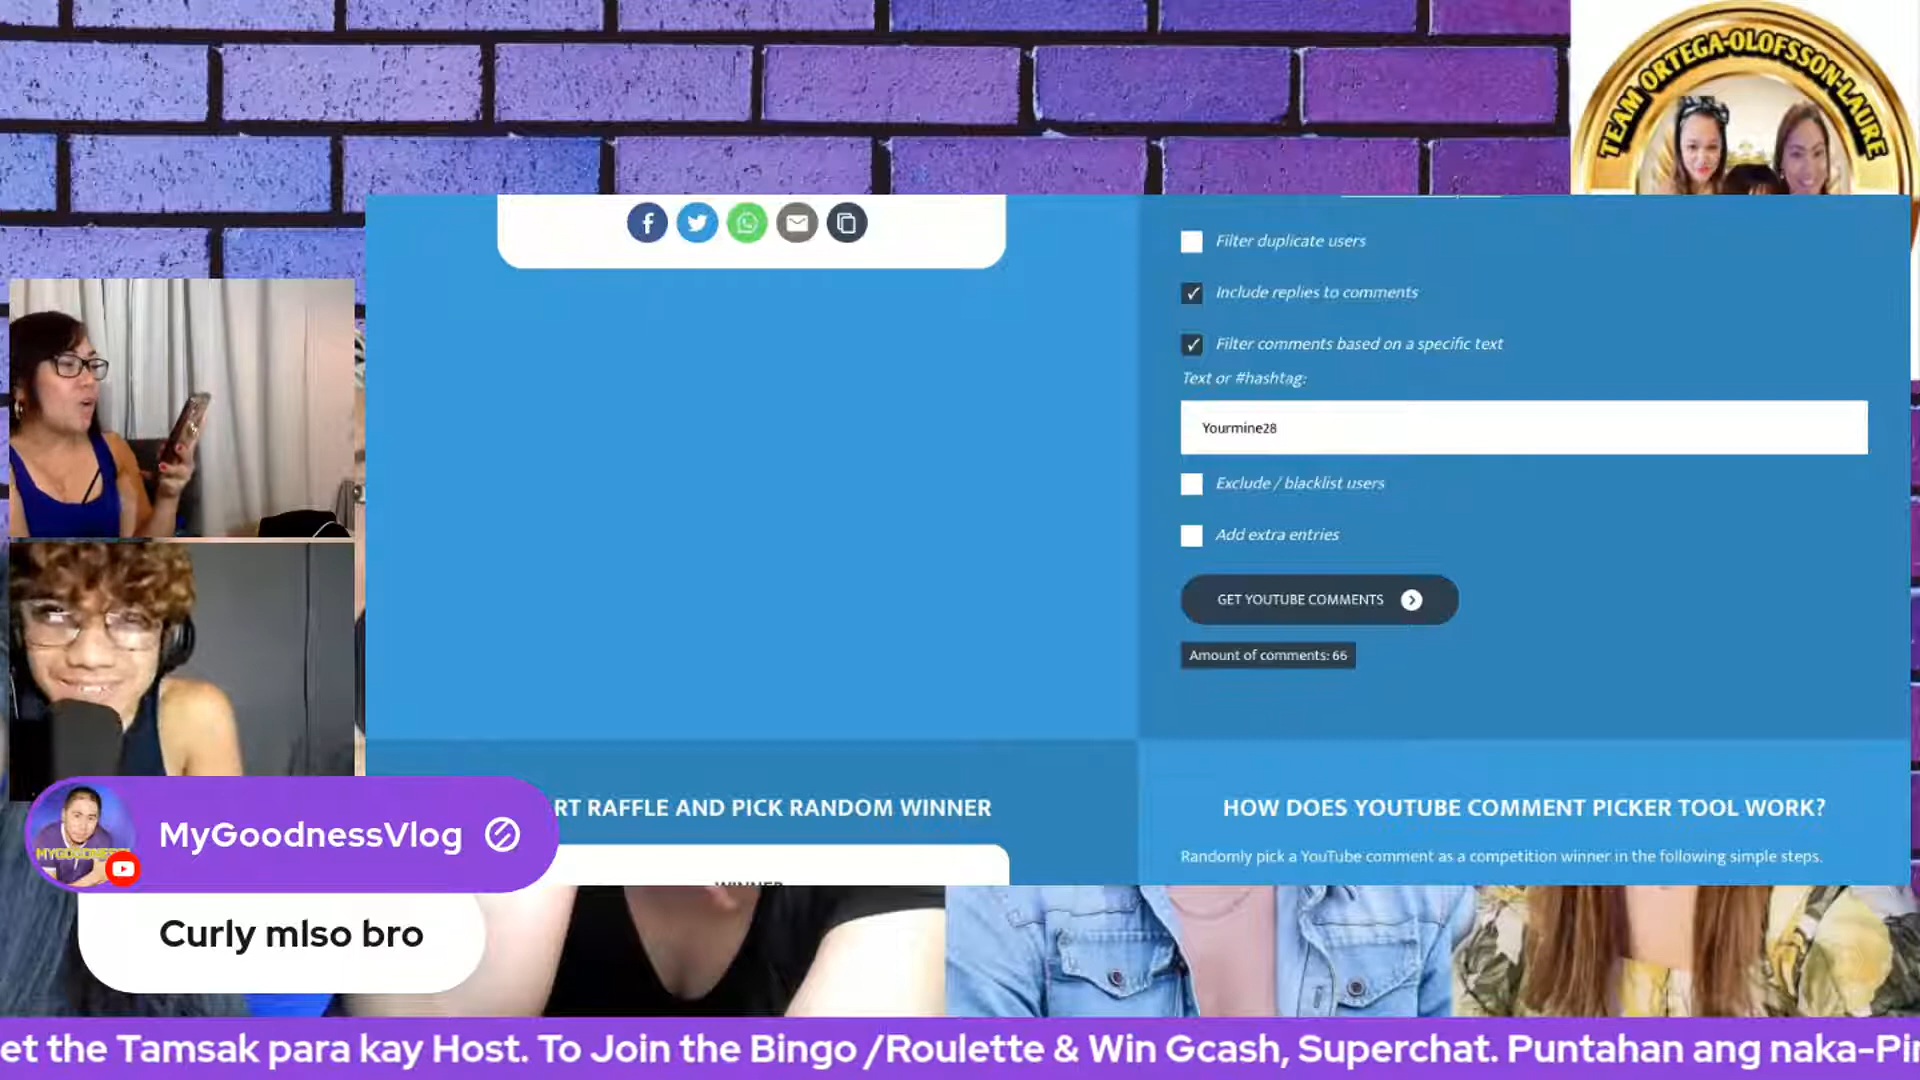 TEAM ORTEGA-OLOFSSON-LAURE
Filter duplicate users
Include replies to comments
Filter comments based on a specific text
Text or #hashtag:
Yourmine28
Exclude / blacklist users
Add extra entries
GET YOUTUBE COMMENTS
Amount of comments: 66
RT RAFFLE AND PICK RANDOM WINNER
WINNER
HOW DOES YOUTUBE COMMENT PICKER TOOL WORK?
Randomly pick a YouTube comment as a competition winner in the following simple steps.
MyGoodnessVlog
Curly mlso bro
et the Tamsak para kay Host. To Join the Bingo /Roulette & Win Gcash, Superchat. Puntahan ang naka-Pin